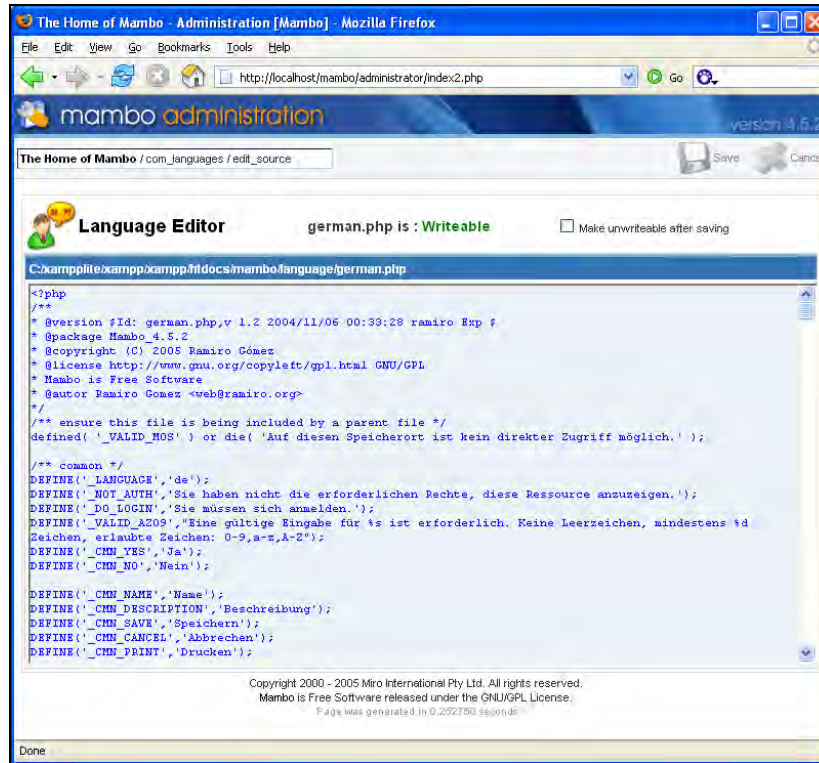 The Home of Mambo - Administration [Mambo] - Mozilla Firefox
File Edit View Go Bookmarks Tools Help
http://localhost/mambo/administrator/index2.php Go
mambo administration
version 4.5.2
The Home of Mambo / com_languages / edit_source Save Cance
Language Editor german.php is : Writeable Make unwriteable after saving
C:/xampplite/xampp/xampp/htdocs/mambo/language/german.php
<?php
/**
* @version $Id: german.php,v 1.2 2004/11/06 00:33:28 ramiro Exp $
* @package Mambo_4.5.2
* @copyright (C) 2005 Ramiro Gómez
* @license http://www.gnu.org/copyleft/gpl.html GNU/GPL
* Mambo is Free Software
* @autor Ramiro Gomez <web@ramiro.org>
*/
/** ensure this file is being included by a parent file */
defined( '_VALID_MOS' ) or die( 'Auf diesen Speicherort ist kein direkter Zugriff möglich.' );
/** common */
DEFINE('_LANGUAGE','de');
DEFINE('_NOT_AUTH','Sie haben nicht die erforderlichen Rechte, diese Ressource anzuzeigen.');
DEFINE('_DO_LOGIN','Sie müssen sich anmelden.');
DEFINE('_VALID_AZ09',"Eine gültige Eingabe für %s ist erforderlich. Keine Leerzeichen, mindestens %d
Zeichen, erlaubte Zeichen: 0-9,a-z,A-Z");
DEFINE('_CMN_YES','Ja');
DEFINE('_CMN_NO','Nein');
DEFINE('_CMN_NAME','Name');
DEFINE('_CMN_DESCRIPTION','Beschreibung');
DEFINE('_CMN_SAVE','Speichern');
DEFINE('_CMN_CANCEL','Abbrechen');
DEFINE('_CMN_PRINT','Drucken');
Copyright 2000 - 2005 Miro International Pty Ltd. All rights reserved.
Mambo is Free Software released under the GNU/GPL License.
Page was generated in 0.252750 seconds
Done